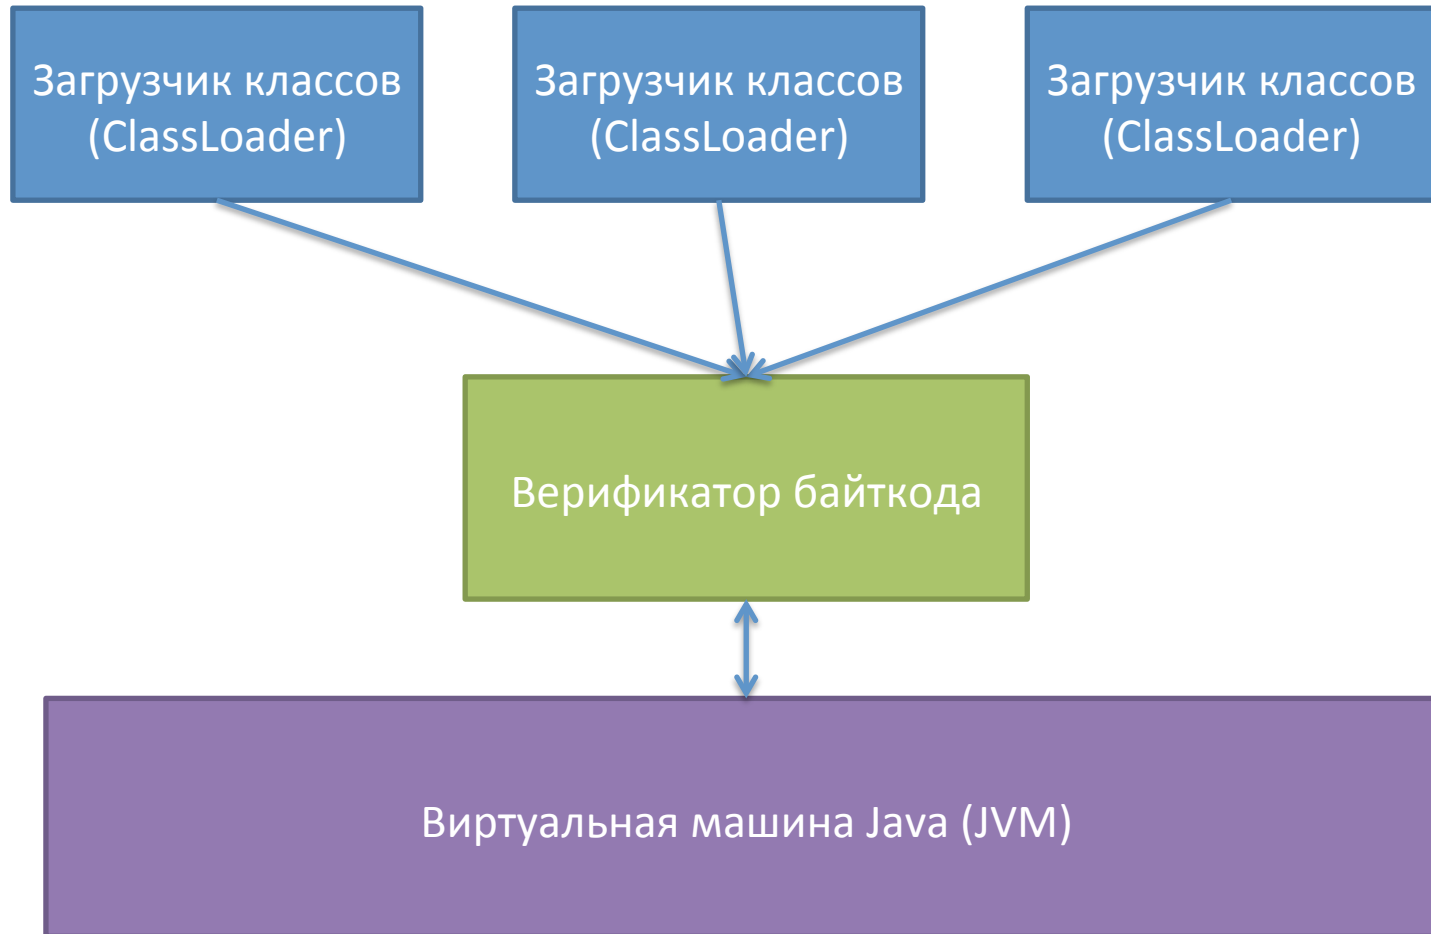 Загрузчик классов
(ClassLoader)
Загрузчик классов
(ClassLoader)
Загрузчик классов
(ClassLoader)
Верификатор байткода
Виртуальная машина Java (JVM)